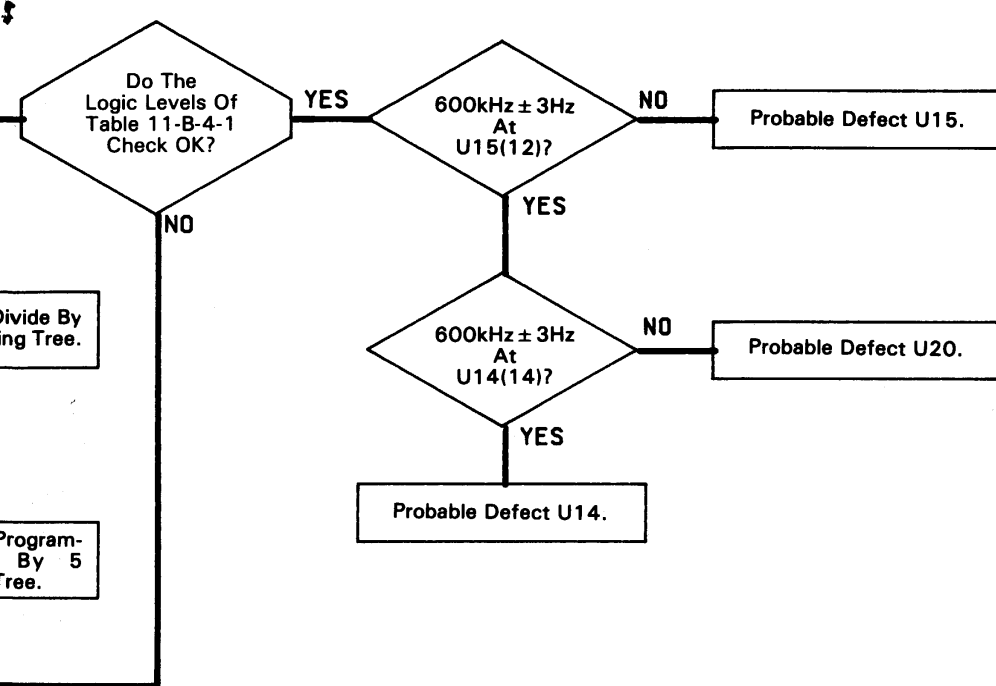 Do The
Logic Levels Of
Table 11-B-4-1
Check OK?
YES
600kHz ± 3Hz
At
U15(12)?
NO
Probable Defect U15.
YES
NO
Divide By
ing Tree.
600kHz ± 3Hz
At
U14(14)?
NO
Probable Defect U20.
YES
Probable Defect U14.
Program-
By 5
Tree.